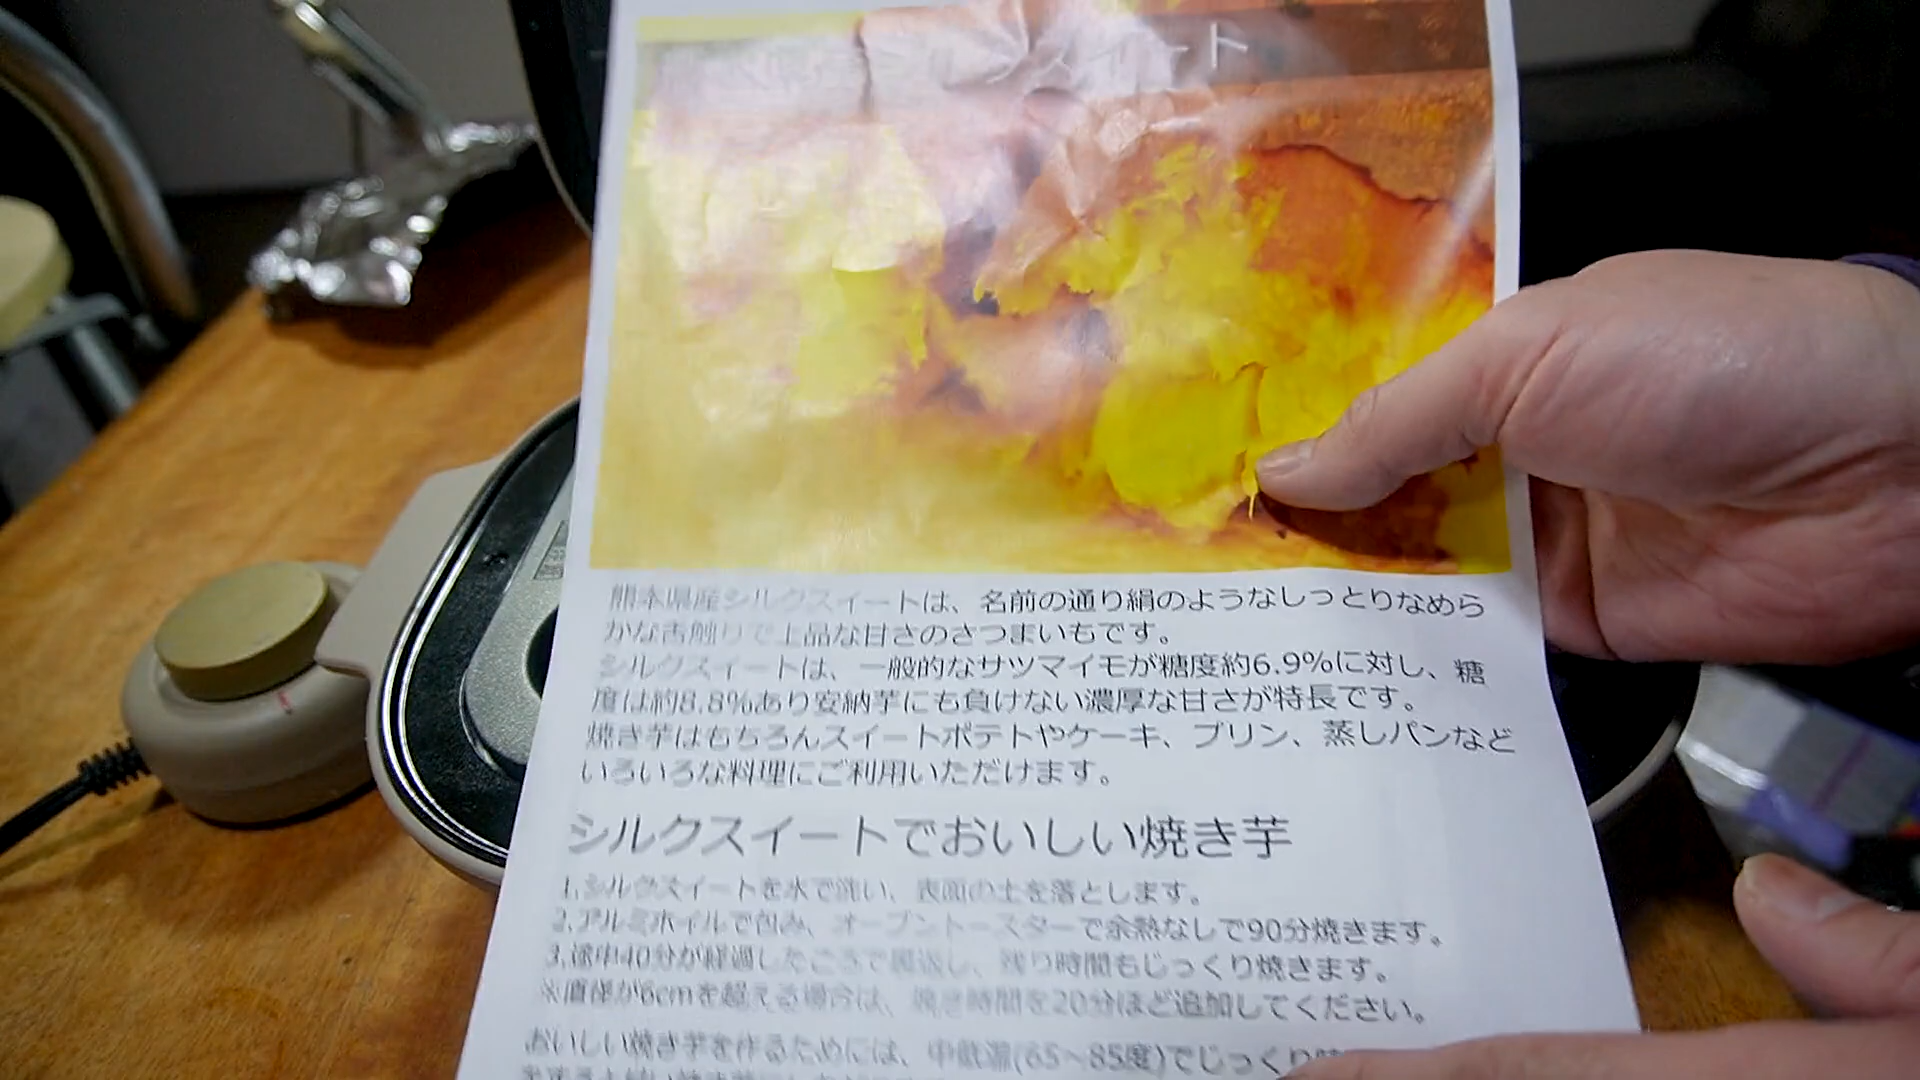 スイート
熊本県産シルクスイートは、名前の通り絹のようなしっとりなめら
かな舌触りで上品な甘さのさつまいもです。
シルクスイートは、一般的なサツマイモが糖度約6.9%に対し、糖
度は約8.8%あり安納芋にも負けない濃厚な甘さが特長です。
焼き芋はもちろんスイートポテトやケーキ、プリン、蒸しパンなど
いろいろな料理にご利用いただけます。
シルクスイートでおいしい焼き芋
1.シルクスイートを水で洗い、表面の土を落とします。
2.アルミホイルで包み、オーブントースターで余熱なしで90分焼きます。
3.途中40分が経過したころで裏返し、残り時間もじっくり焼きます。
※直径が6cmを超える場合は、焼き時間を20分ほど追加してください。
おいしい焼き芋を作るためには、中低温(65～85度)でじっくり